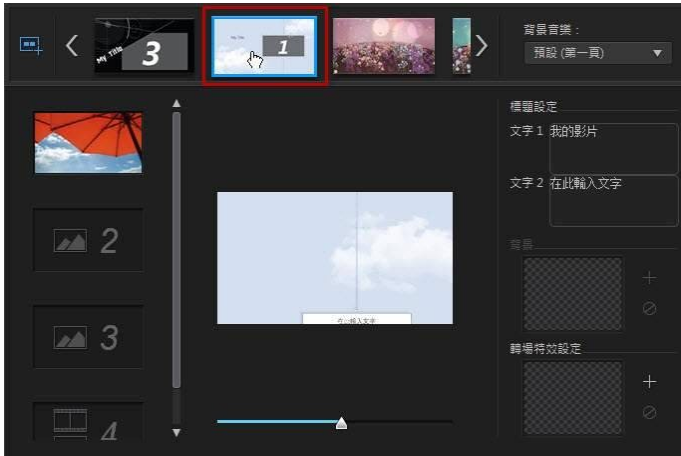 My Title
3
My Title
1
背景音樂：
預設 (第一頁)
標題設定
文字 1 我的影片
文字 2 在此輸入文字
背景
轉場特效設定
2
3
4
在此輸入文字